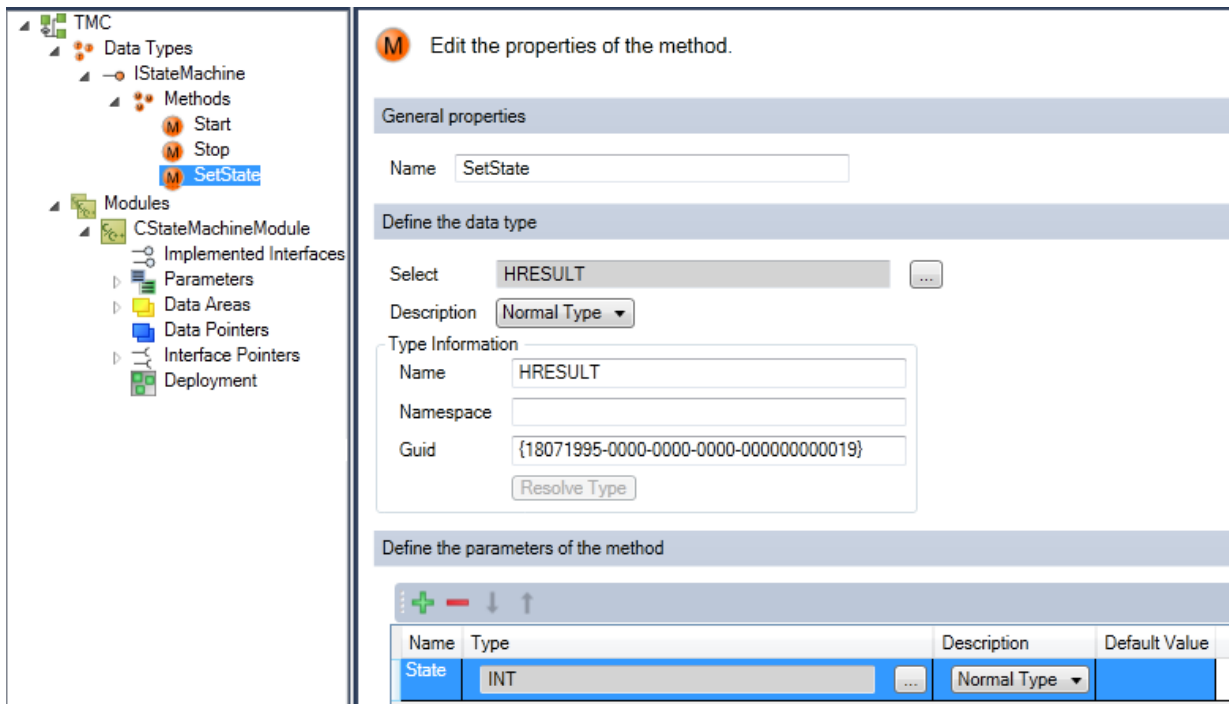 TMC
Data Types
IStateMachine
Methods
Start
Stop
SetState
Modules
CStateMachineModule
Implemented Interfaces
Parameters
Data Areas
Data Pointers
Interface Pointers
Deployment
M Edit the properties of the method.
General properties
Name SetState
Define the data type
Select HRESULT ...
Description Normal Type
Type Information
Name HRESULT
Namespace
Guid {18071995-0000-0000-0000-000000000019}
Resolve Type
Define the parameters of the method
Name Type Description Default Value
State INT ... Normal Type